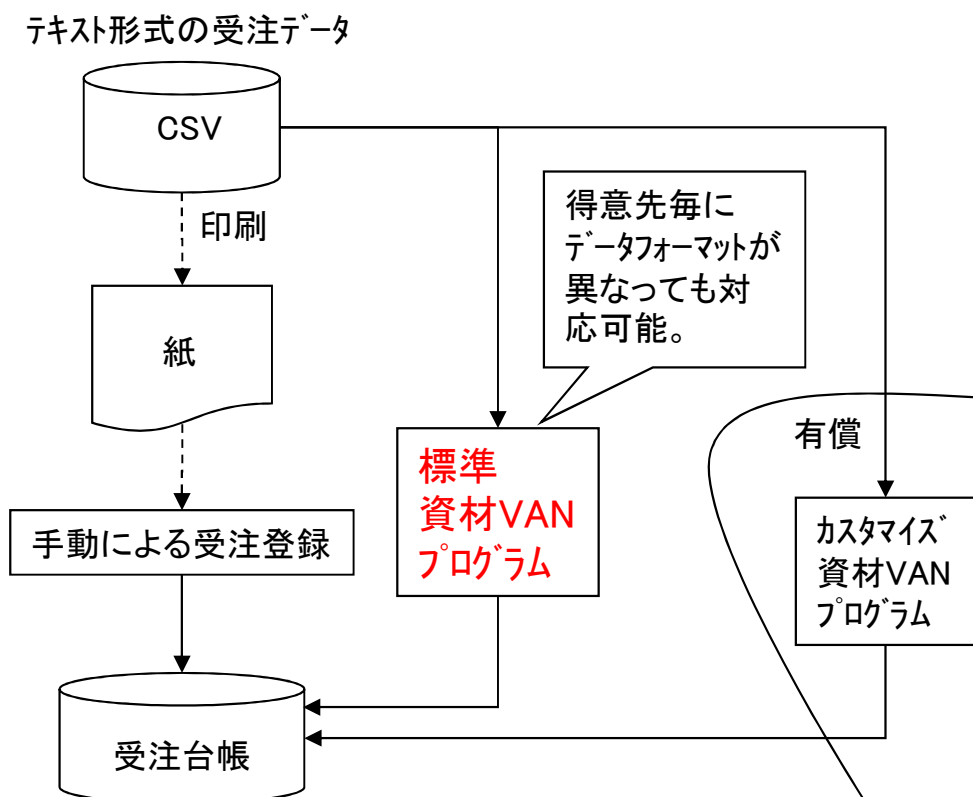 ﾃｷｽﾄ形式の受注ﾃﾞｰﾀ
CSV
印刷
紙
手動による受注登録
受注台帳
得意先毎に
ﾃﾞｰﾀﾌｫｰﾏｯﾄが
異なっても対
応可能。
標準
資材VAN
ﾌﾟﾛｸﾞﾗﾑ
有償
ｶｽﾀﾏｲｽﾞ
資材VAN
ﾌﾟﾛｸﾞﾗﾑ